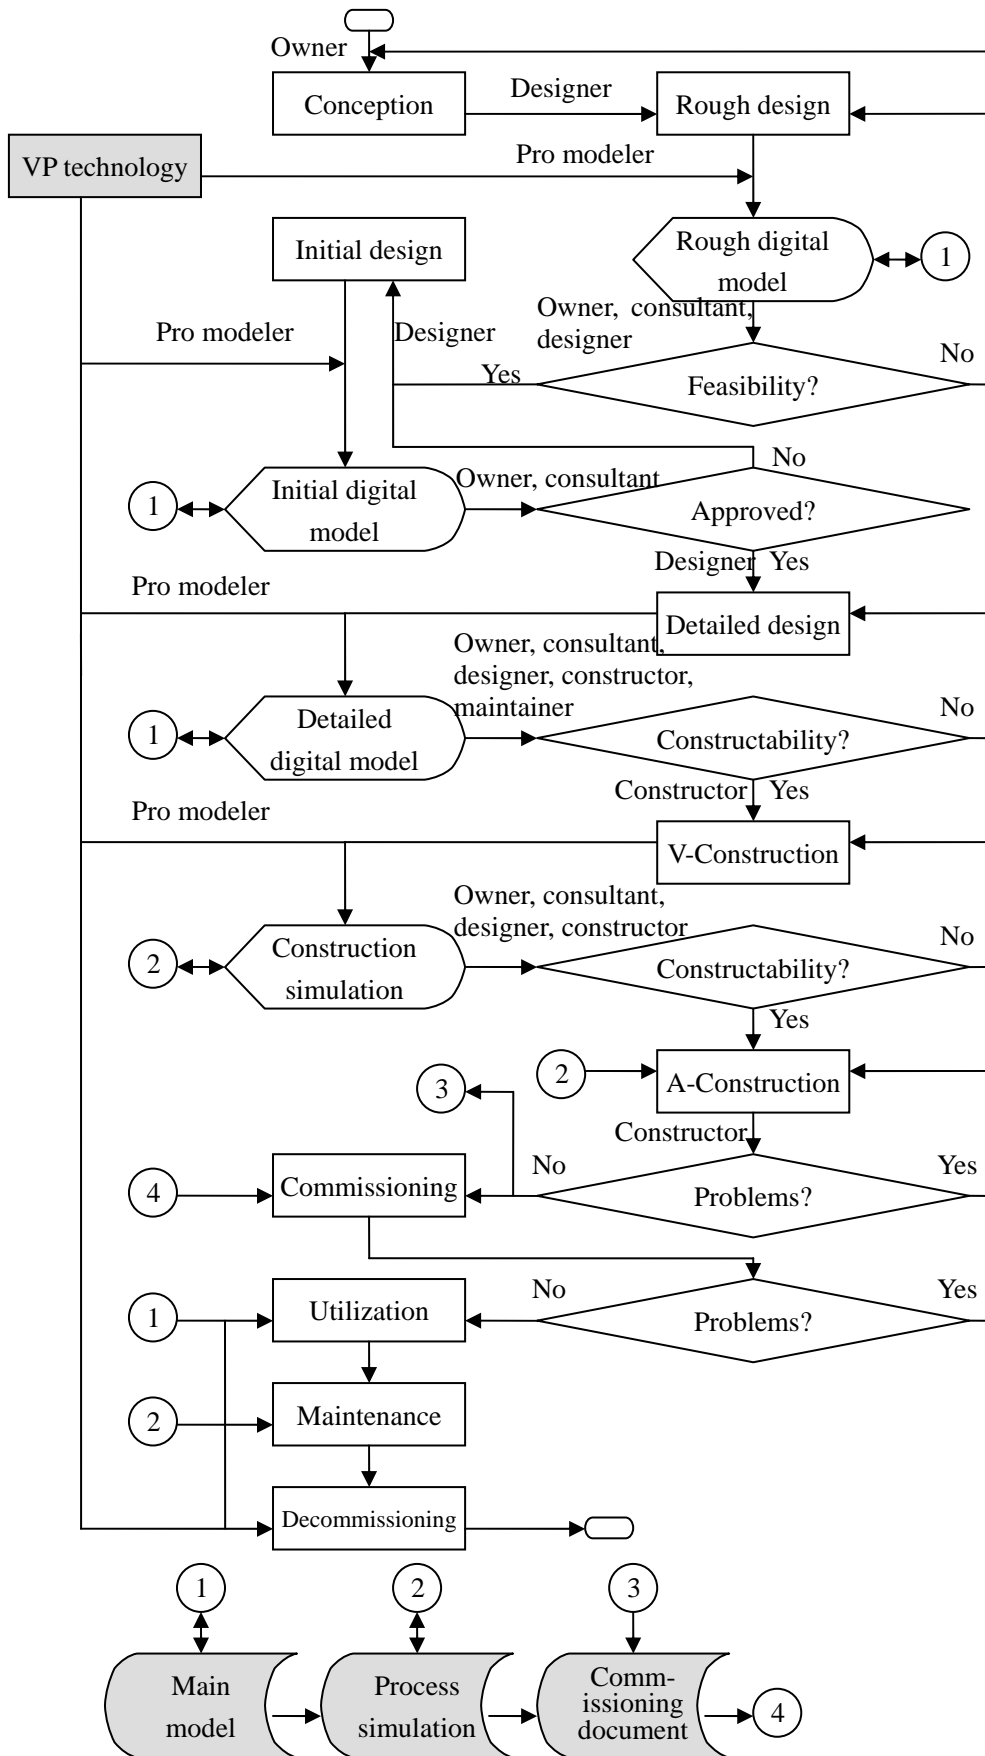 Owner
Conception
Designer
Rough design
VP technology
Pro modeler
Initial design
Rough digital
model
1
Pro modeler
Designer
Owner, consultant,
designer
Yes
Feasibility?
No
1
Initial digital
model
Owner, consultant
No
Approved?
Designer Yes
Pro modeler
Detailed design
Owner, consultant,
designer, constructor,
maintainer
1
Detailed
digital model
Constructability?
No
Constructor Yes
Pro modeler
V-Construction
Owner, consultant,
designer, constructor
2
Construction
simulation
Constructability?
No
Yes
3
2
A-Construction
Constructor
4
Commissioning
No
Problems?
Yes
1
Utilization
No
Problems?
Yes
2
Maintenance
Decommissioning
1
2
3
Main
model
Process
simulation
Comm-
issioning
document
4